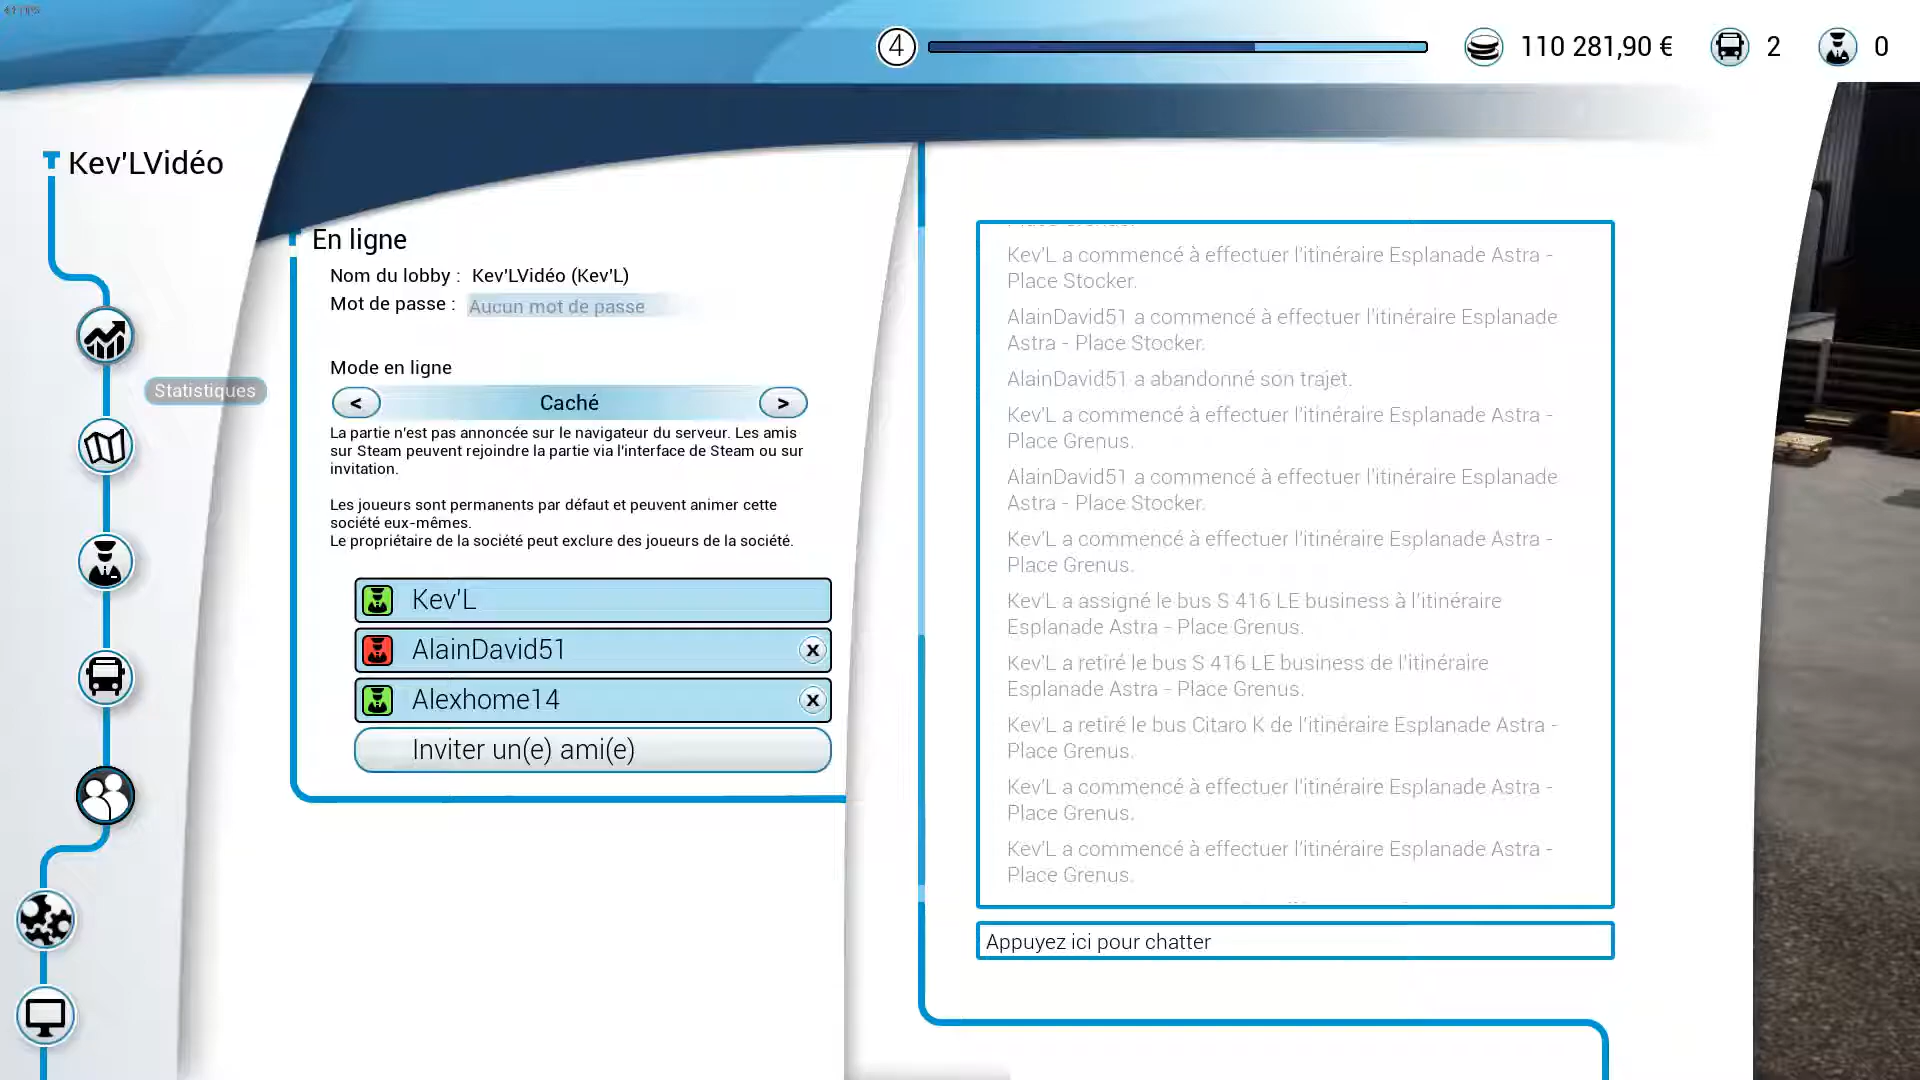 4
110 281,90 €
2
0
Kev'LVidéo
Statistiques
En ligne
Nom du lobby : Kev'LVidéo (Kev'L)
Mot de passe : Aucun mot de passe
Mode en ligne
< Caché >
La partie n'est pas annoncée sur le navigateur du serveur. Les amis
sur Steam peuvent rejoindre la partie via l'interface de Steam ou sur
invitation.
Les joueurs sont permanents par défaut et peuvent animer cette
société eux-mêmes.
Le propriétaire de la société peut exclure des joueurs de la société.
Kev'L
AlainDavid51 x
Alexhome14 x
Inviter un(e) ami(e)
Kev'L a commencé à effectuer l'itinéraire Esplanade Astra -
Place Stocker.
AlainDavid51 a commencé à effectuer l'itinéraire Esplanade
Astra - Place Stocker.
AlainDavid51 a abandonné son trajet.
Kev'L a commencé à effectuer l'itinéraire Esplanade Astra -
Place Grenus.
AlainDavid51 a commencé à effectuer l'itinéraire Esplanade
Astra - Place Stocker.
Kev'L a commencé à effectuer l'itinéraire Esplanade Astra -
Place Grenus.
Kev'L a assigné le bus S 416 LE business à l'itinéraire
Esplanade Astra - Place Grenus.
Kev'L a retiré le bus S 416 LE business de l'itinéraire
Esplanade Astra - Place Grenus.
Kev'L a retiré le bus Citaro K de l'itinéraire Esplanade Astra -
Place Grenus.
Kev'L a commencé à effectuer l'itinéraire Esplanade Astra -
Place Grenus.
Kev'L a commencé à effectuer l'itinéraire Esplanade Astra -
Place Grenus.
Appuyez ici pour chatter